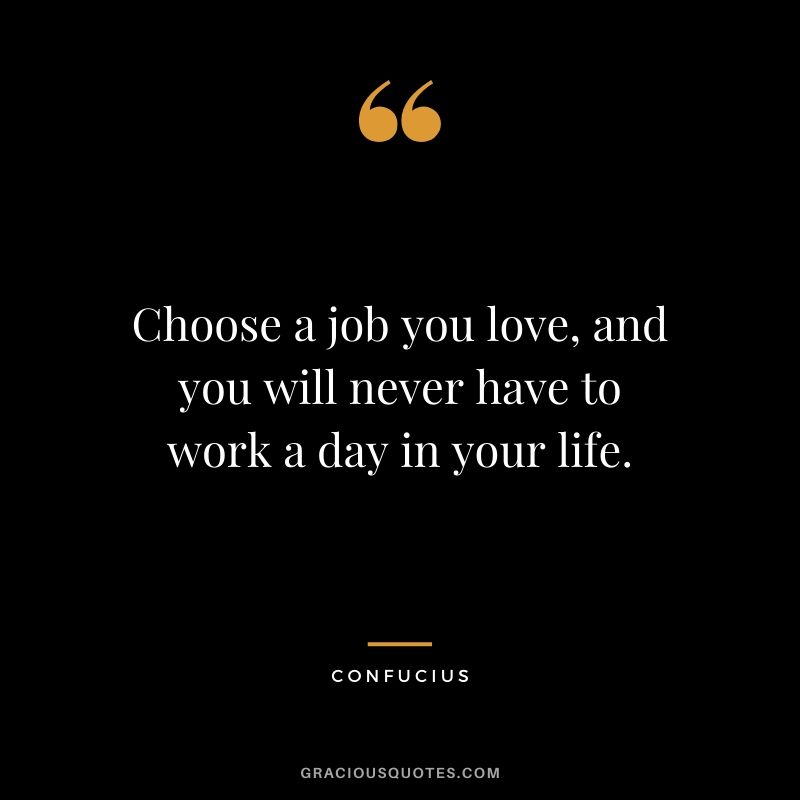 “
Choose a job you love, and
you will never have to
work a day in your life.
CONFUCIUS
GRACIOUSQUOTES.COM